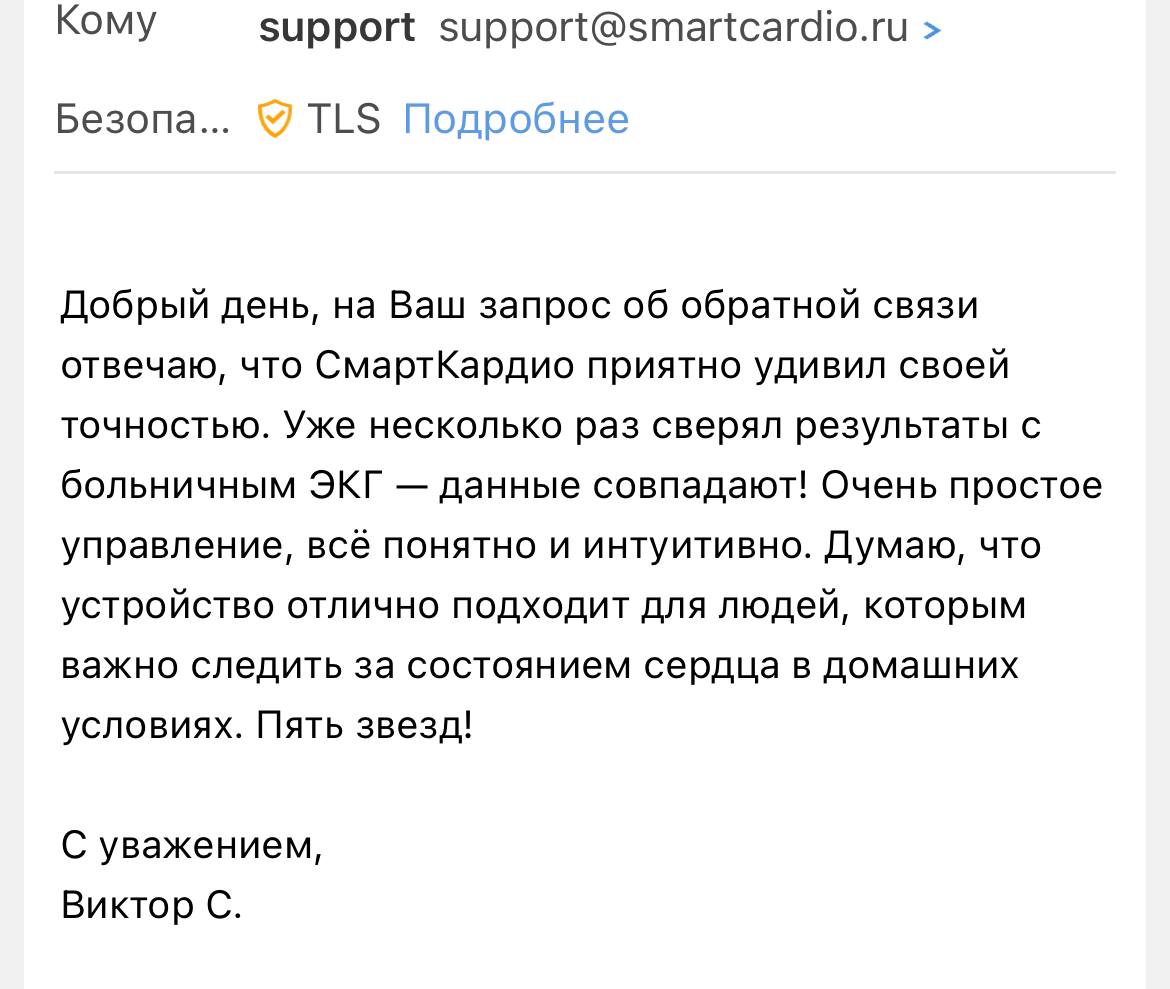 Кому support support@smartcardio.ru >
Безопа... TLS Подробнее
Добрый день, на Ваш запрос об обратной связи
отвечаю, что СмартКардио приятно удивил своей
точностью. Уже несколько раз сверял результаты с
больничным ЭКГ — данные совпадают! Очень простое
управление, всё понятно и интуитивно. Думаю, что
устройство отлично подходит для людей, которым
важно следить за состоянием сердца в домашних
условиях. Пять звезд!
С уважением,
Виктор С.